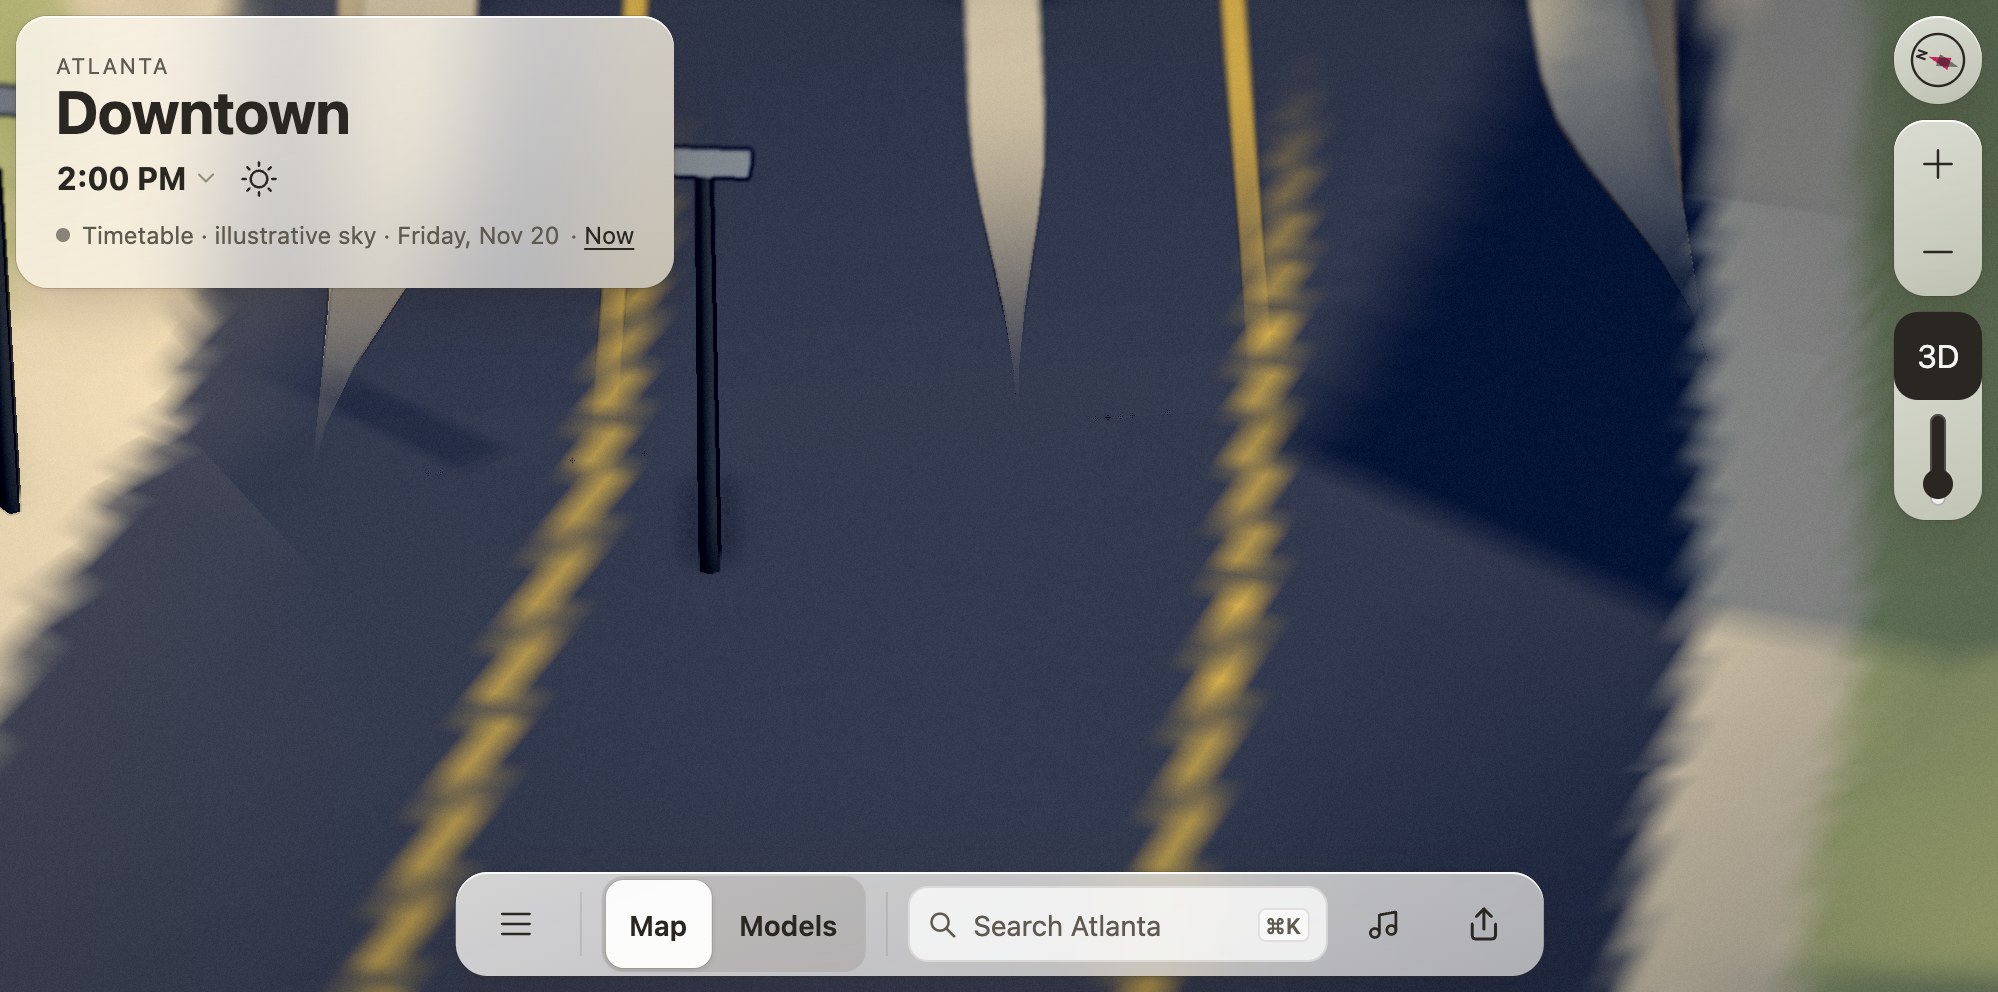 ATLANTA
Downtown
2:00 PM
Timetable · illustrative sky · Friday, Nov 20 · Now
N
3D
Map
Models
Search Atlanta
⌘K